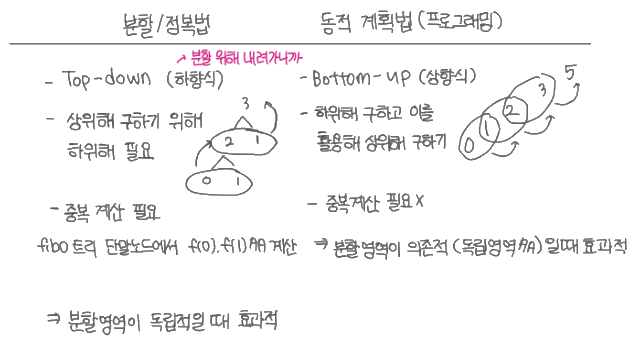 분할/정복법
동적 계획법(프로그래밍)
↗ 분할 위해 내려가니까
- Top-down (하향식)
- 상위해 구하기 위해
하위해 필요
3
2 1
0 1
- 중복 계산 필요
fibo 트리 단말노드에서 f(0), f(1) 계산
⇒ 분할영역이 독립적일 때 효과적
- Bottom-up (상향식)
- 하위해 구하고 이를
활용해 상위해 구하기
0 1 2 3 5
- 중복계산 필요 X
⇒ 분할영역이 의존적 (독립영역) 일때 효과적